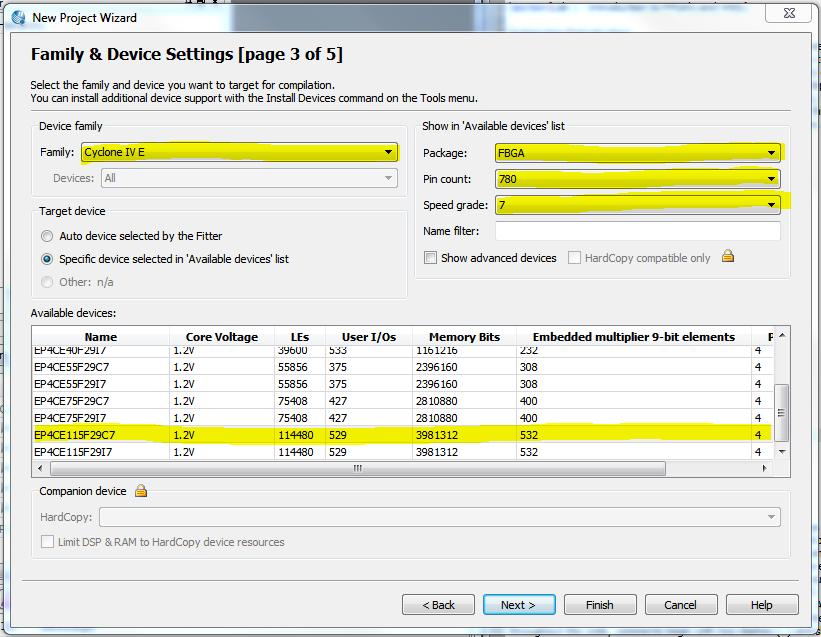 New Project Wizard
Family & Device Settings [page 3 of 5]
Select the family and device you want to target for compilation.
You can install additional device support with the Install Devices command on the Tools menu.
Device family
Family: Cyclone IV E
Devices: All
Target device
Auto device selected by the Fitter
Specific device selected in 'Available devices' list
Other: n/a
Show in 'Available devices' list
Package: FBGA
Pin count: 780
Speed grade: 7
Name filter:
Show advanced devices HardCopy compatible only
Available devices:
Name Core Voltage LEs User I/Os Memory Bits Embedded multiplier 9-bit elements
EP4CE40F29I7 1.2V 39600 533 1161216 232 4
EP4CE55F29C7 1.2V 55856 375 2396160 308 4
EP4CE55F29I7 1.2V 55856 375 2396160 308 4
EP4CE75F29C7 1.2V 75408 427 2810880 400 4
EP4CE75F29I7 1.2V 75408 427 2810880 400 4
EP4CE115F29C7 1.2V 114480 529 3981312 532 4
EP4CE115F29I7 1.2V 114480 529 3981312 532 4
Companion device
HardCopy:
Limit DSP & RAM to HardCopy device resources
< Back Next > Finish Cancel Help